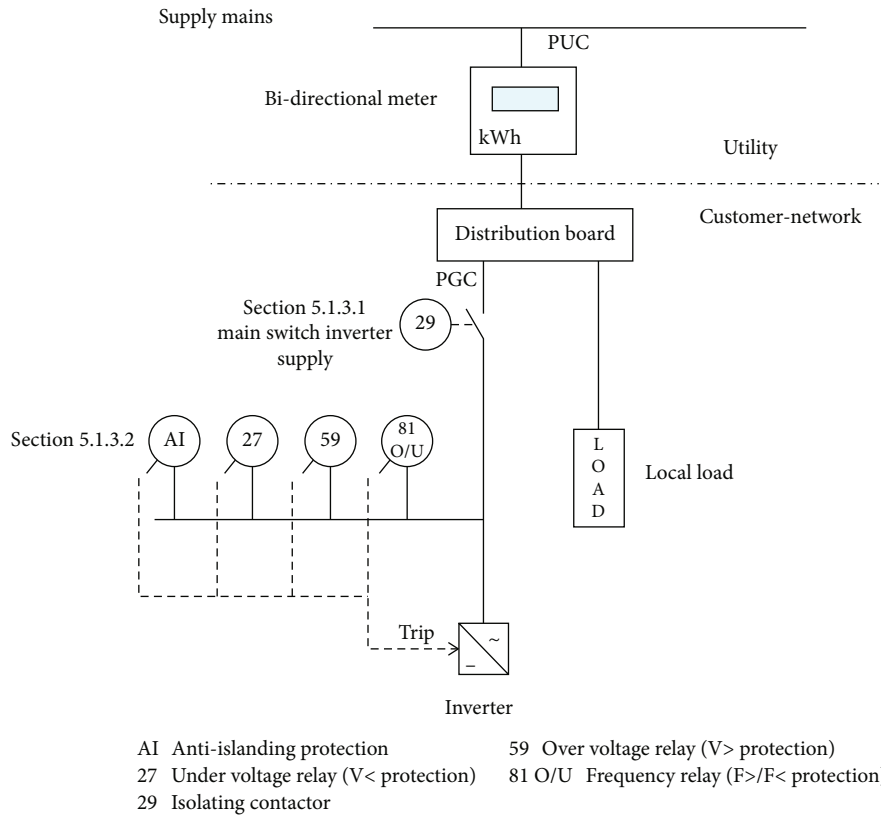 Supply mains
PUC
Bi-directional meter
kWh
Utility
Customer-network
Distribution board
PGC
Section 5.1.3.1
main switch inverter
supply
29
Section 5.1.3.2
AI
27
59
81
O/U
L
O
A
D
Local load
Trip
~
–
Inverter
AI Anti-islanding protection
27 Under voltage relay (V< protection)
29 Isolating contactor
59 Over voltage relay (V> protection)
81 O/U Frequency relay (F>/F< protection)